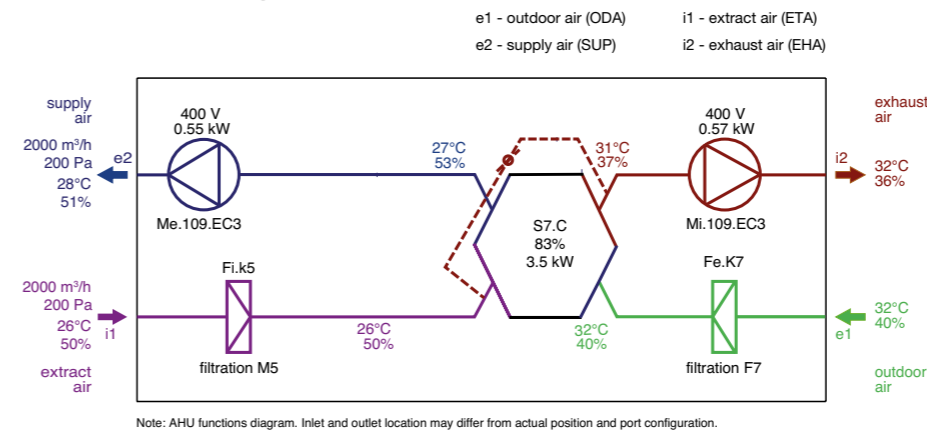 e1 - outdoor air (ODA)
i1 - extract air (ETA)
e2 - supply air (SUP)
i2 - exhaust air (EHA)
supply
air
2000 m³/h
200 Pa
28°C
51%
e2
400 V
0.55 kW
Me.109.EC3
27°C
53%
31°C
37%
400 V
0.57 kW
Mi.109.EC3
exhaust
air
i2
32°C
36%
S7.C
83%
3.5 kW
2000 m³/h
200 Pa
26°C
50%
i1
extract
air
Fi.k5
filtration M5
26°C
50%
32°C
40%
Fe.K7
filtration F7
32°C
40%
e1
outdoor
air
Note: AHU functions diagram. Inlet and outlet location may differ from actual position and port configuration.